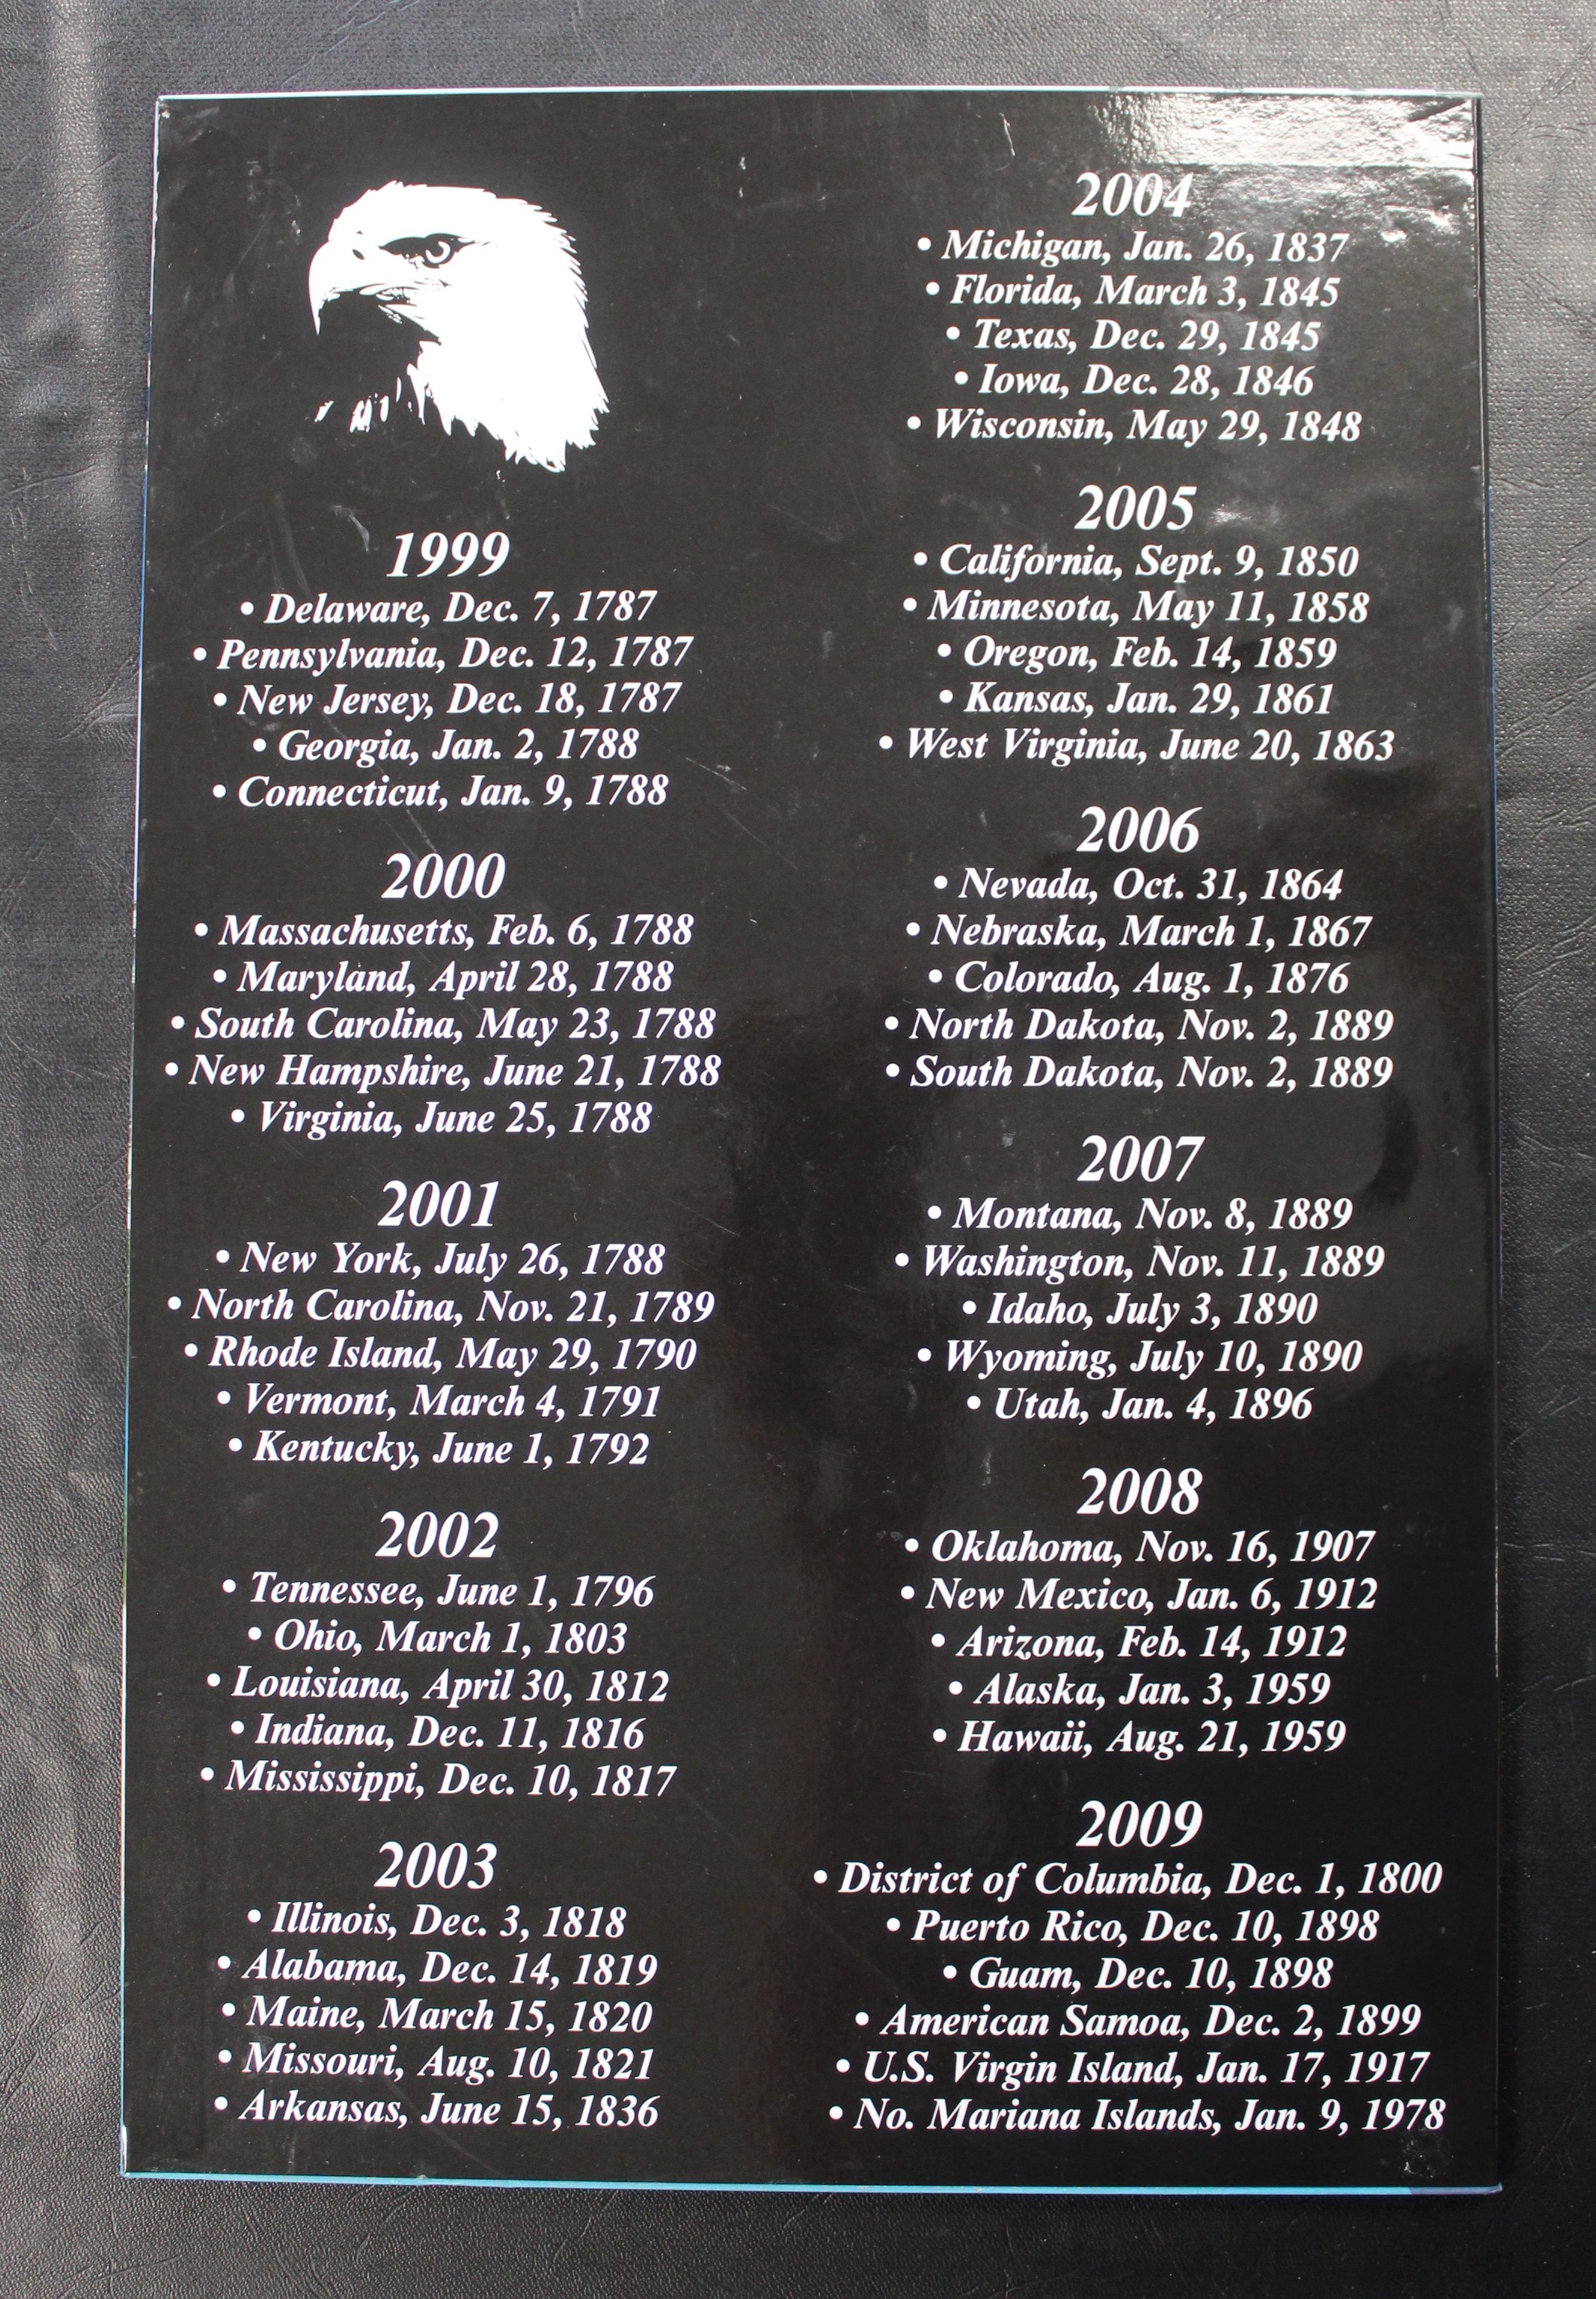 1999
• Delaware, Dec. 7, 1787
• Pennsylvania, Dec. 12, 1787
• New Jersey, Dec. 18, 1787
• Georgia, Jan. 2, 1788
• Connecticut, Jan. 9, 1788
2000
• Massachusetts, Feb. 6, 1788
• Maryland, April 28, 1788
• South Carolina, May 23, 1788
• New Hampshire, June 21, 1788
• Virginia, June 25, 1788
2001
• New York, July 26, 1788
• North Carolina, Nov. 21, 1789
• Rhode Island, May 29, 1790
• Vermont, March 4, 1791
• Kentucky, June 1, 1792
2002
• Tennessee, June 1, 1796
• Ohio, March 1, 1803
• Louisiana, April 30, 1812
• Indiana, Dec. 11, 1816
• Mississippi, Dec. 10, 1817
2003
• Illinois, Dec. 3, 1818
• Alabama, Dec. 14, 1819
• Maine, March 15, 1820
• Missouri, Aug. 10, 1821
• Arkansas, June 15, 1836
2004
• Michigan, Jan. 26, 1837
• Florida, March 3, 1845
• Texas, Dec. 29, 1845
• Iowa, Dec. 28, 1846
• Wisconsin, May 29, 1848
2005
• California, Sept. 9, 1850
• Minnesota, May 11, 1858
• Oregon, Feb. 14, 1859
• Kansas, Jan. 29, 1861
• West Virginia, June 20, 1863
2006
• Nevada, Oct. 31, 1864
• Nebraska, March 1, 1867
• Colorado, Aug. 1, 1876
• North Dakota, Nov. 2, 1889
• South Dakota, Nov. 2, 1889
2007
• Montana, Nov. 8, 1889
• Washington, Nov. 11, 1889
• Idaho, July 3, 1890
• Wyoming, July 10, 1890
• Utah, Jan. 4, 1896
2008
• Oklahoma, Nov. 16, 1907
• New Mexico, Jan. 6, 1912
• Arizona, Feb. 14, 1912
• Alaska, Jan. 3, 1959
• Hawaii, Aug. 21, 1959
2009
• District of Columbia, Dec. 1, 1800
• Puerto Rico, Dec. 10, 1898
• Guam, Dec. 10, 1898
• American Samoa, Dec. 2, 1899
• U.S. Virgin Island, Jan. 17, 1917
• No. Mariana Islands, Jan. 9, 1978